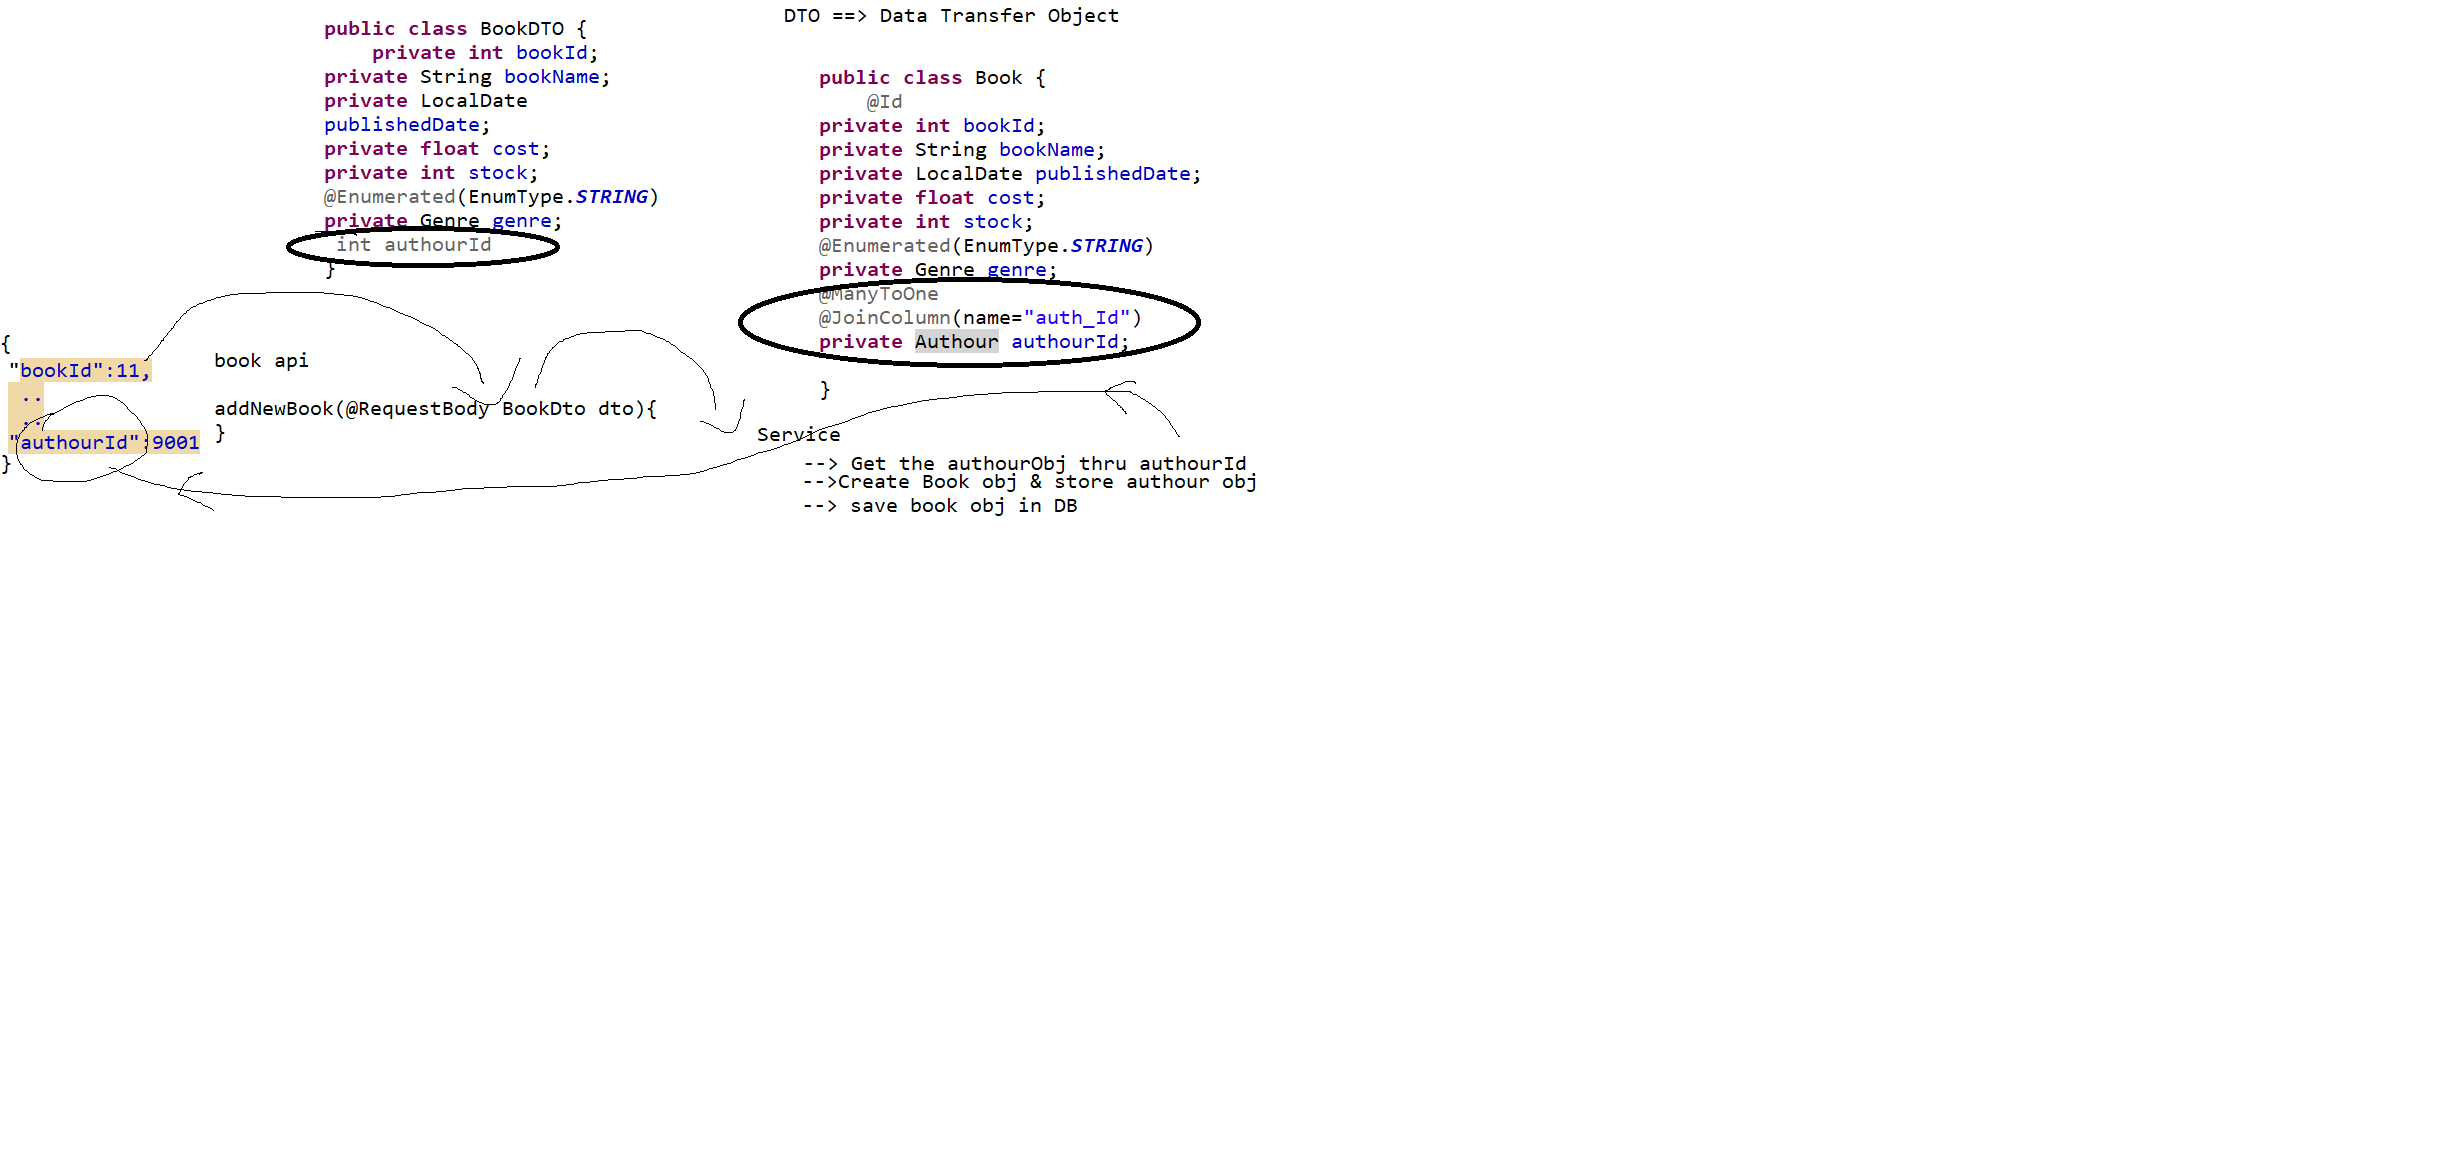 DTO ==> Data Transfer Object
public class BookDTO {
private int bookId;
private String bookName;
private LocalDate
publishedDate;
private float cost;
private int stock;
@Enumerated(EnumType.STRING)
private Genre genre;
int authourId
}
public class Book {
@Id
private int bookId;
private String bookName;
private LocalDate publishedDate;
private float cost;
private int stock;
@Enumerated(EnumType.STRING)
private Genre genre;
@ManyToOne
@JoinColumn(name="auth_Id")
private Authour authourId;
}
{
"bookId":11,
..
..
"authourId":9001
}
book api
addNewBook(@RequestBody BookDto dto){
}
Service
--> Get the authourObj thru authourId
-->Create Book obj & store authour obj
--> save book obj in DB